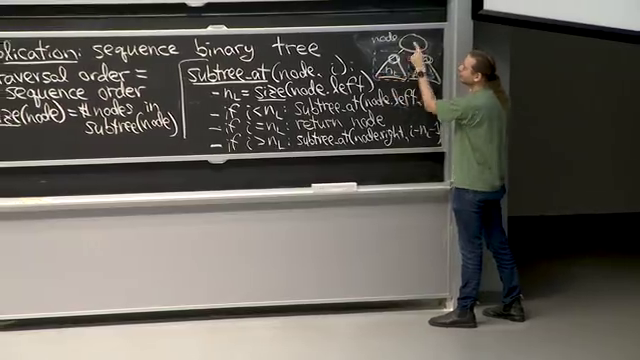 plication: sequence binary tree
raversal order =
sequence order
size(node) = # nodes in
subtree(node)
subtree_at(node, i):
- nL = size(node.left)
- if i < nL: subtree_at(node.left,
- if i = nL: return node
- if i > nL: subtree_at(node.right, i-nL-1
node
nL